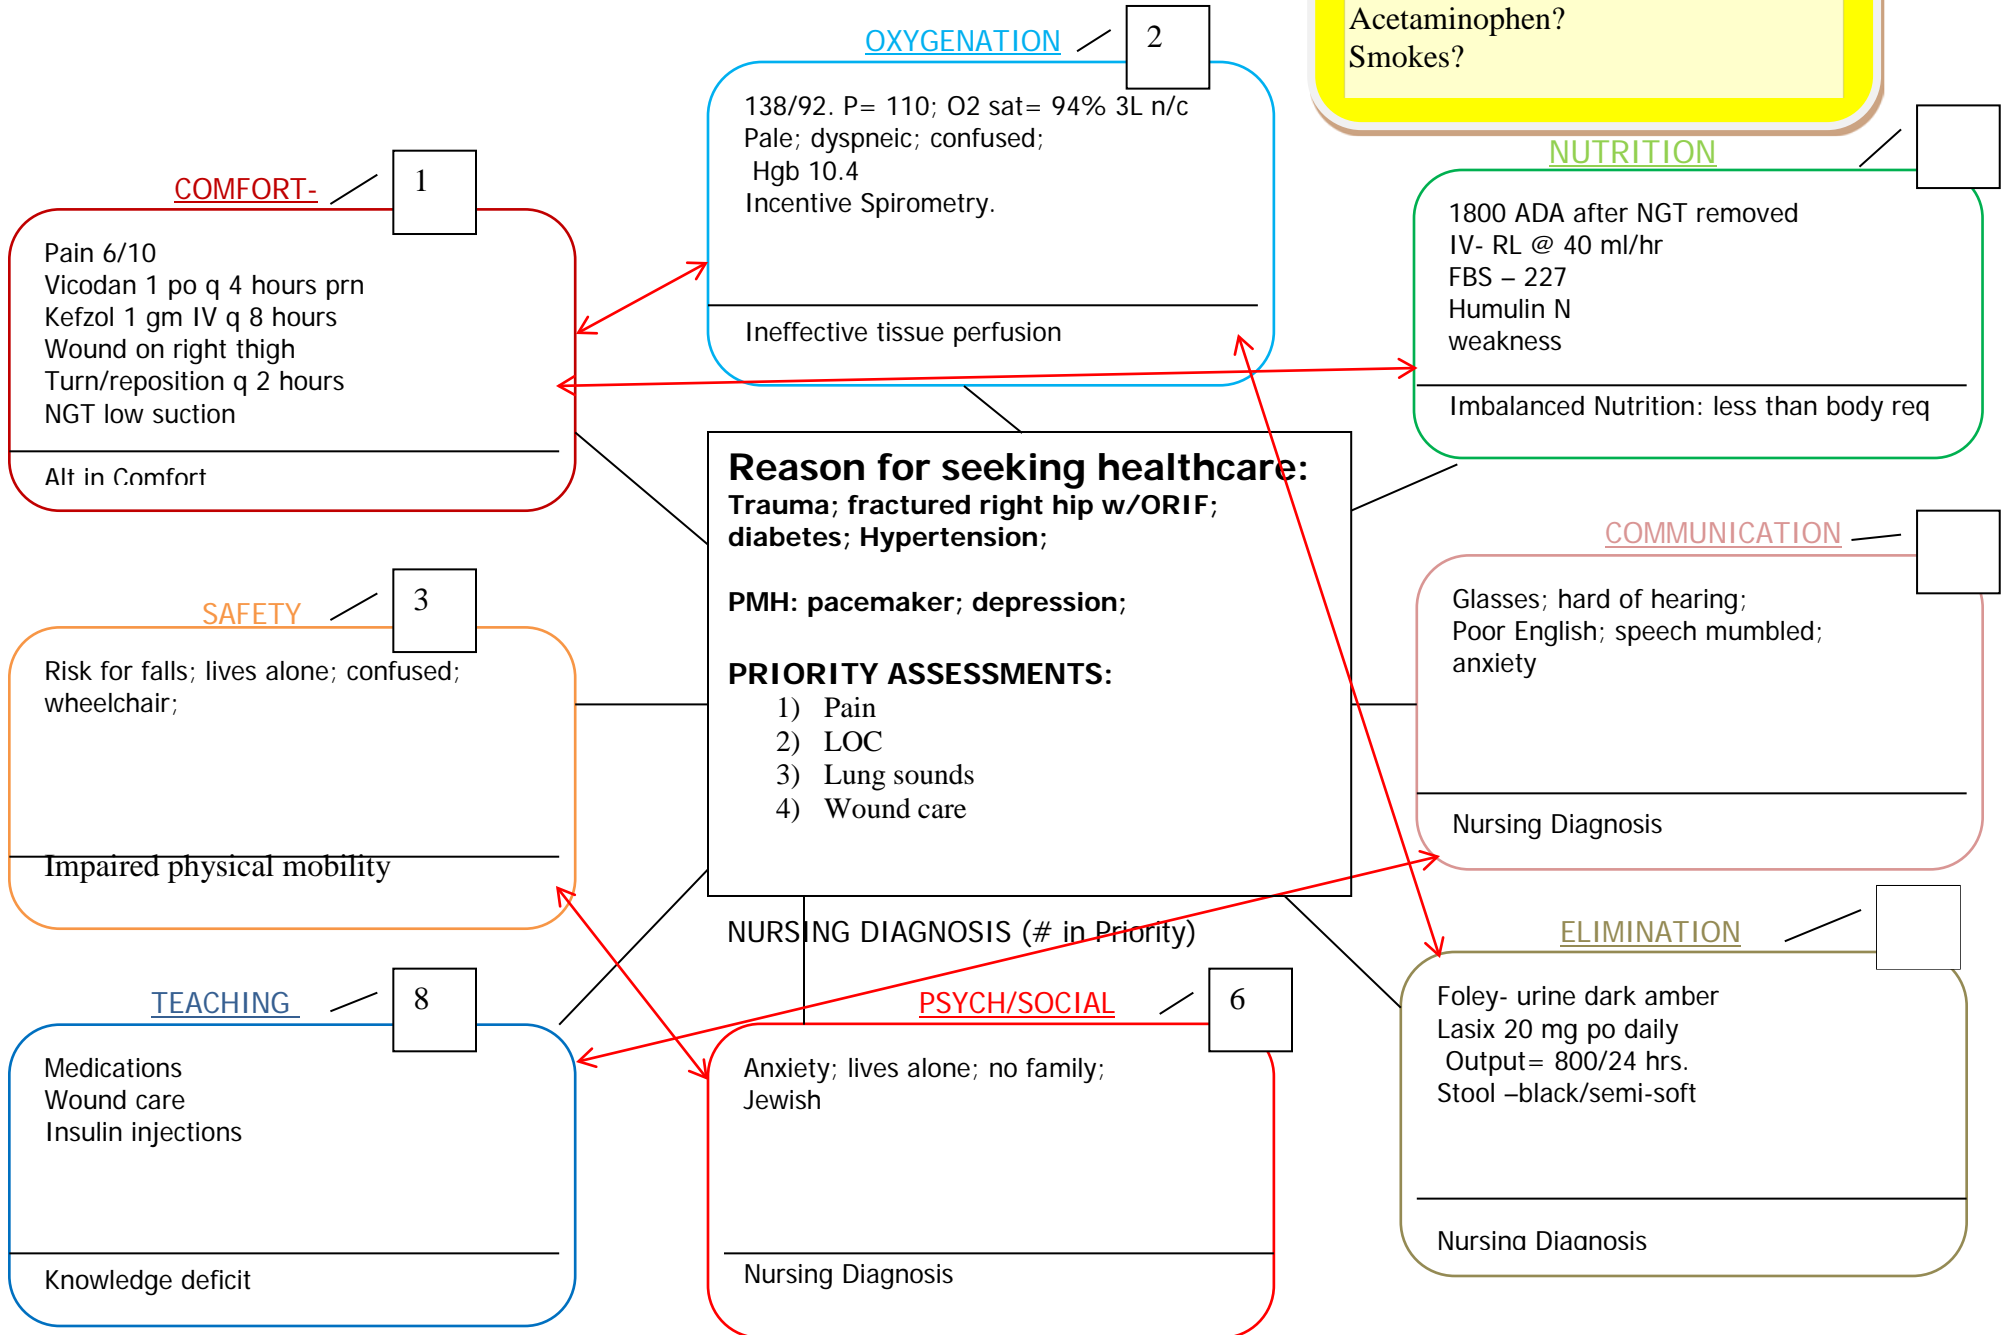 Acetaminophen?
Smokes?
OXYGENATION
2
138/92. P= 110; O2 sat= 94% 3L n/c
Pale; dyspneic; confused;
Hgb 10.4
Incentive Spirometry.
Ineffective tissue perfusion
COMFORT-
1
Pain 6/10
Vicodan 1 po q 4 hours prn
Kefzol 1 gm IV q 8 hours
Wound on right thigh
Turn/reposition q 2 hours
NGT low suction
Alt in Comfort
NUTRITION
1800 ADA after NGT removed
IV- RL @ 40 ml/hr
FBS – 227
Humulin N
weakness
Imbalanced Nutrition: less than body req
Reason for seeking healthcare:
Trauma; fractured right hip w/ORIF;
diabetes; Hypertension;
PMH: pacemaker; depression;
PRIORITY ASSESSMENTS:
1) Pain
2) LOC
3) Lung sounds
4) Wound care
COMMUNICATION
Glasses; hard of hearing;
Poor English; speech mumbled;
anxiety
Nursing Diagnosis
SAFETY
3
Risk for falls; lives alone; confused;
wheelchair;
Impaired physical mobility
NURSING DIAGNOSIS (# in Priority)
ELIMINATION
Foley- urine dark amber
Lasix 20 mg po daily
Output= 800/24 hrs.
Stool –black/semi-soft
Nursing Diagnosis
TEACHING
8
Medications
Wound care
Insulin injections
Knowledge deficit
PSYCH/SOCIAL
6
Anxiety; lives alone; no family;
Jewish
Nursing Diagnosis